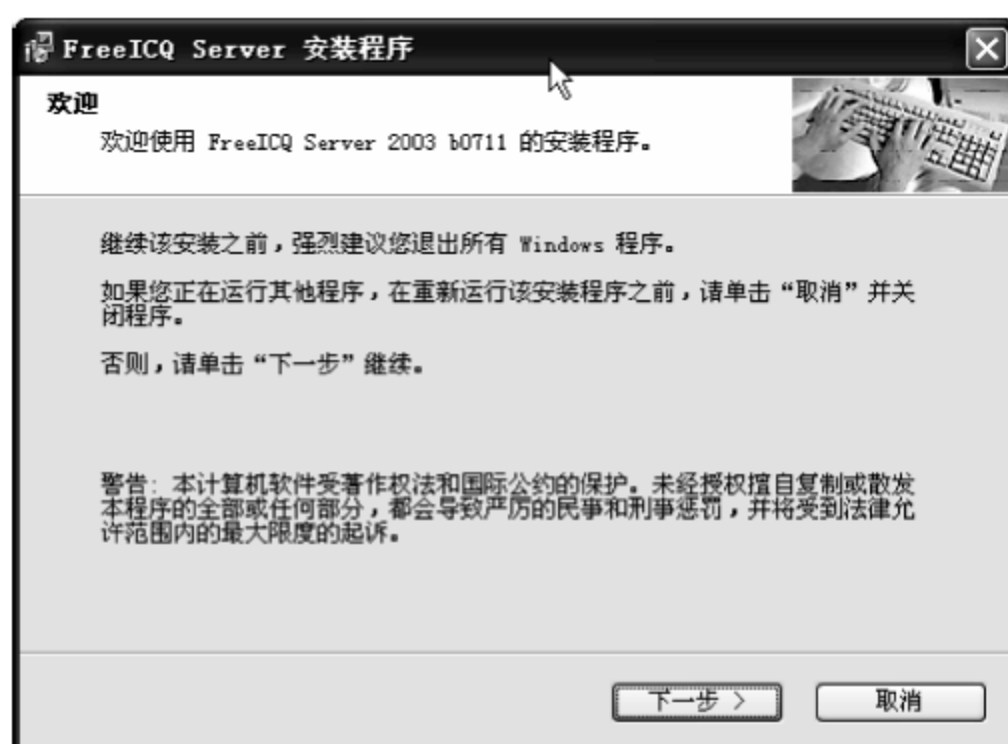 FreeICQ Server 安装程序
欢迎
欢迎使用 FreeICQ Server 2003 b0711 的安装程序。
继续该安装之前，强烈建议您退出所有 Windows 程序。
如果您正在运行其他程序，在重新运行该安装程序之前，请单击“取消”并关
闭程序。
否则，请单击“下一步”继续。
警告: 本计算机软件受著作权法和国际公约的保护。未经授权擅自复制或散发
本程序的全部或任何部分，都会导致严厉的民事和刑事惩罚，并将受到法律允
许范围内的最大限度的起诉。
下一步 >
取消